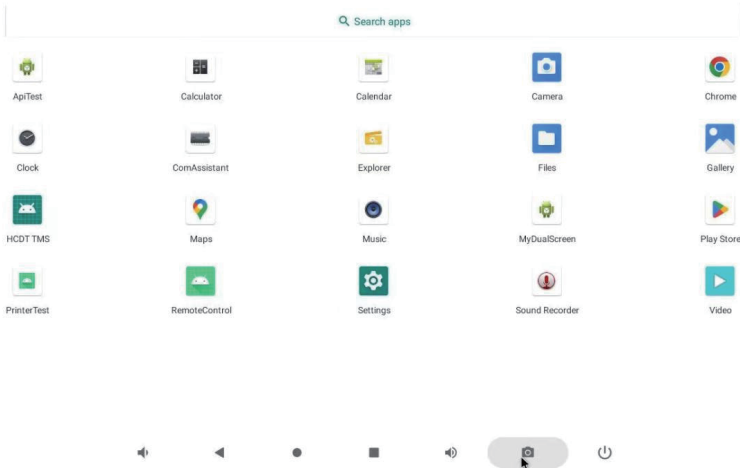 Search apps
ApiTest Calculator Calendar Camera Chrome
Clock ComAssistant Explorer Files Gallery
HCDT TMS Maps Music MyDualScreen Play Store
PrinterTest RemoteControl Settings Sound Recorder Video